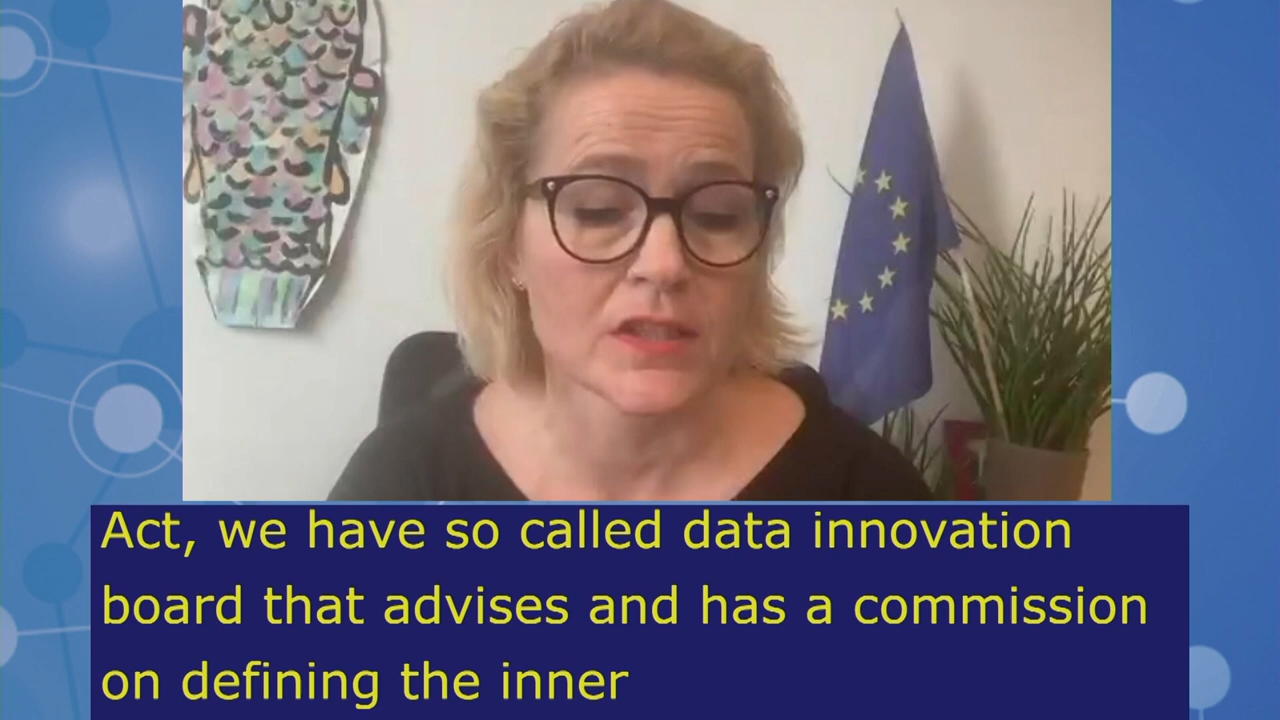 Act, we have so called data innovation
board that advises and has a commission
on defining the inner